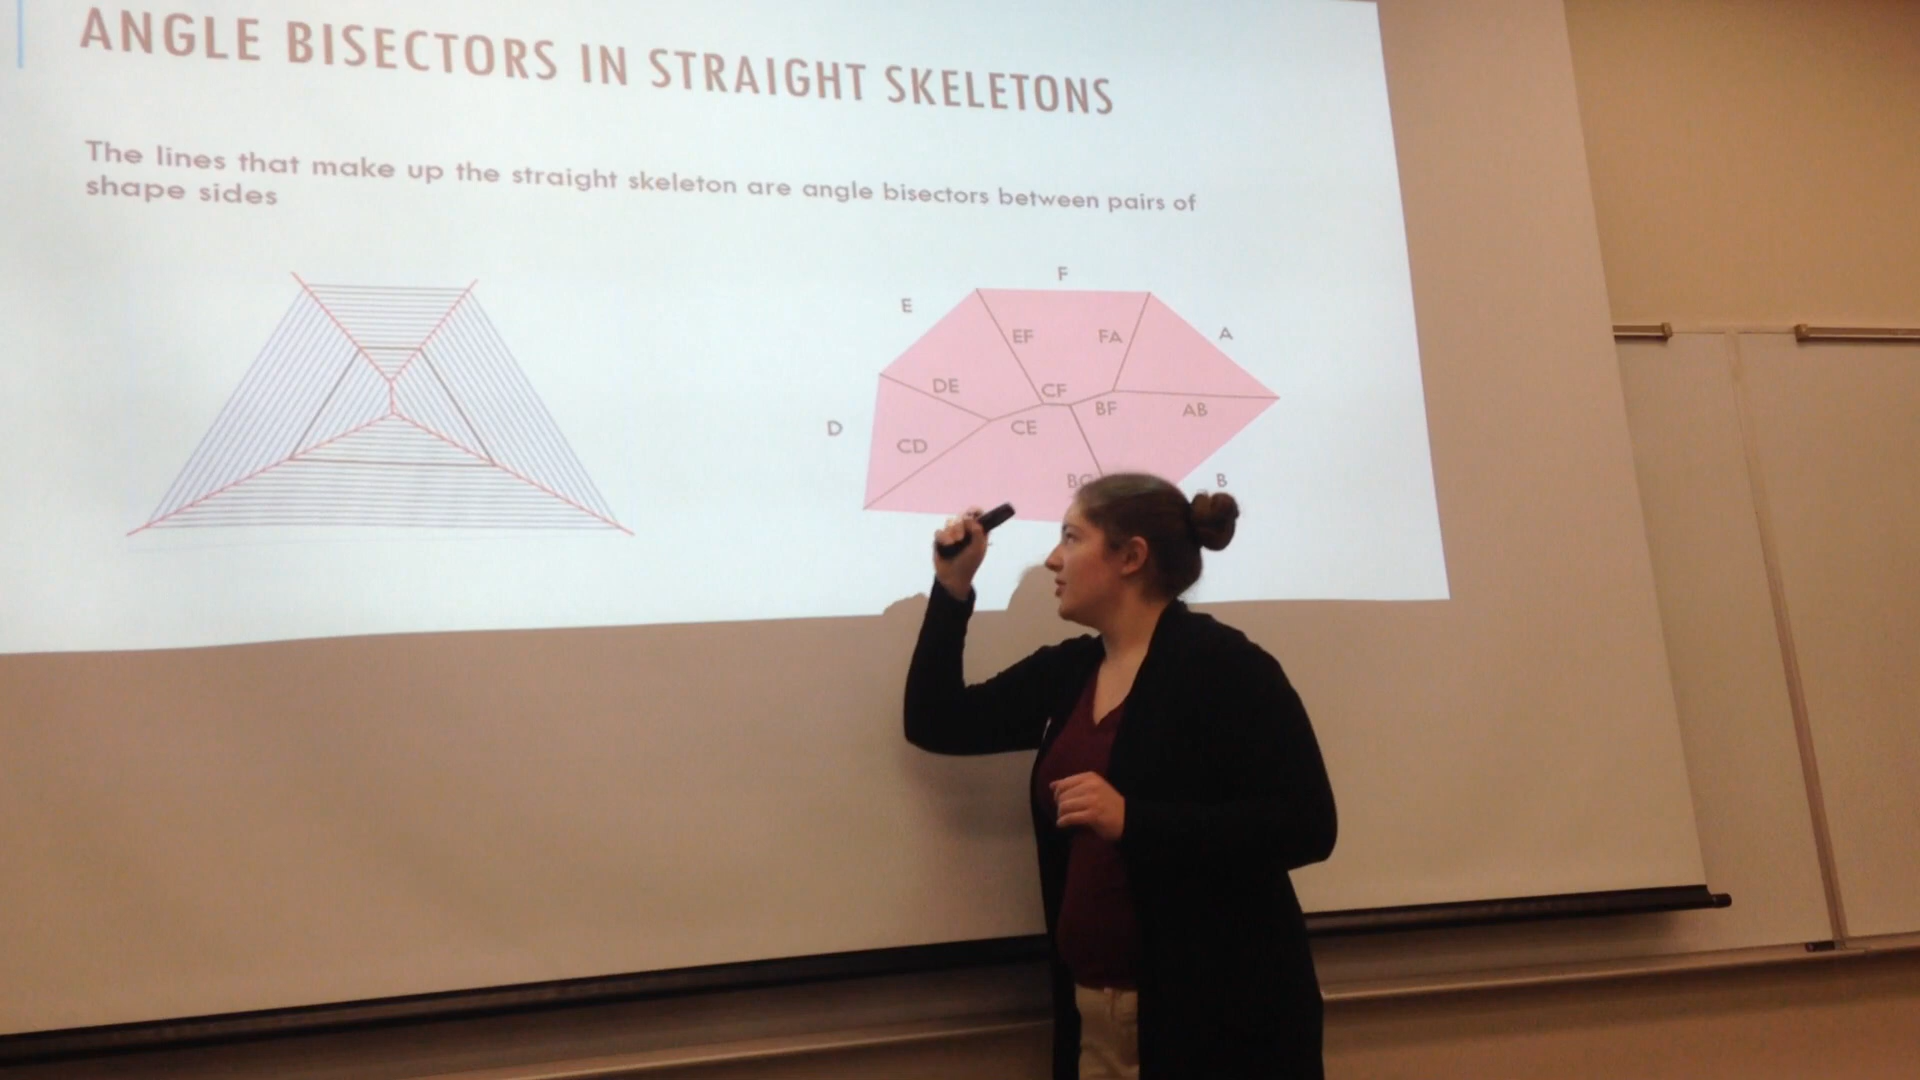 ANGLE BISECTORS IN STRAIGHT SKELETONS
The lines that make up the straight skeleton are angle bisectors between pairs of
shape sides
F
E
A
EF
FA
DE
CF
BF
AB
D
CE
CD
B